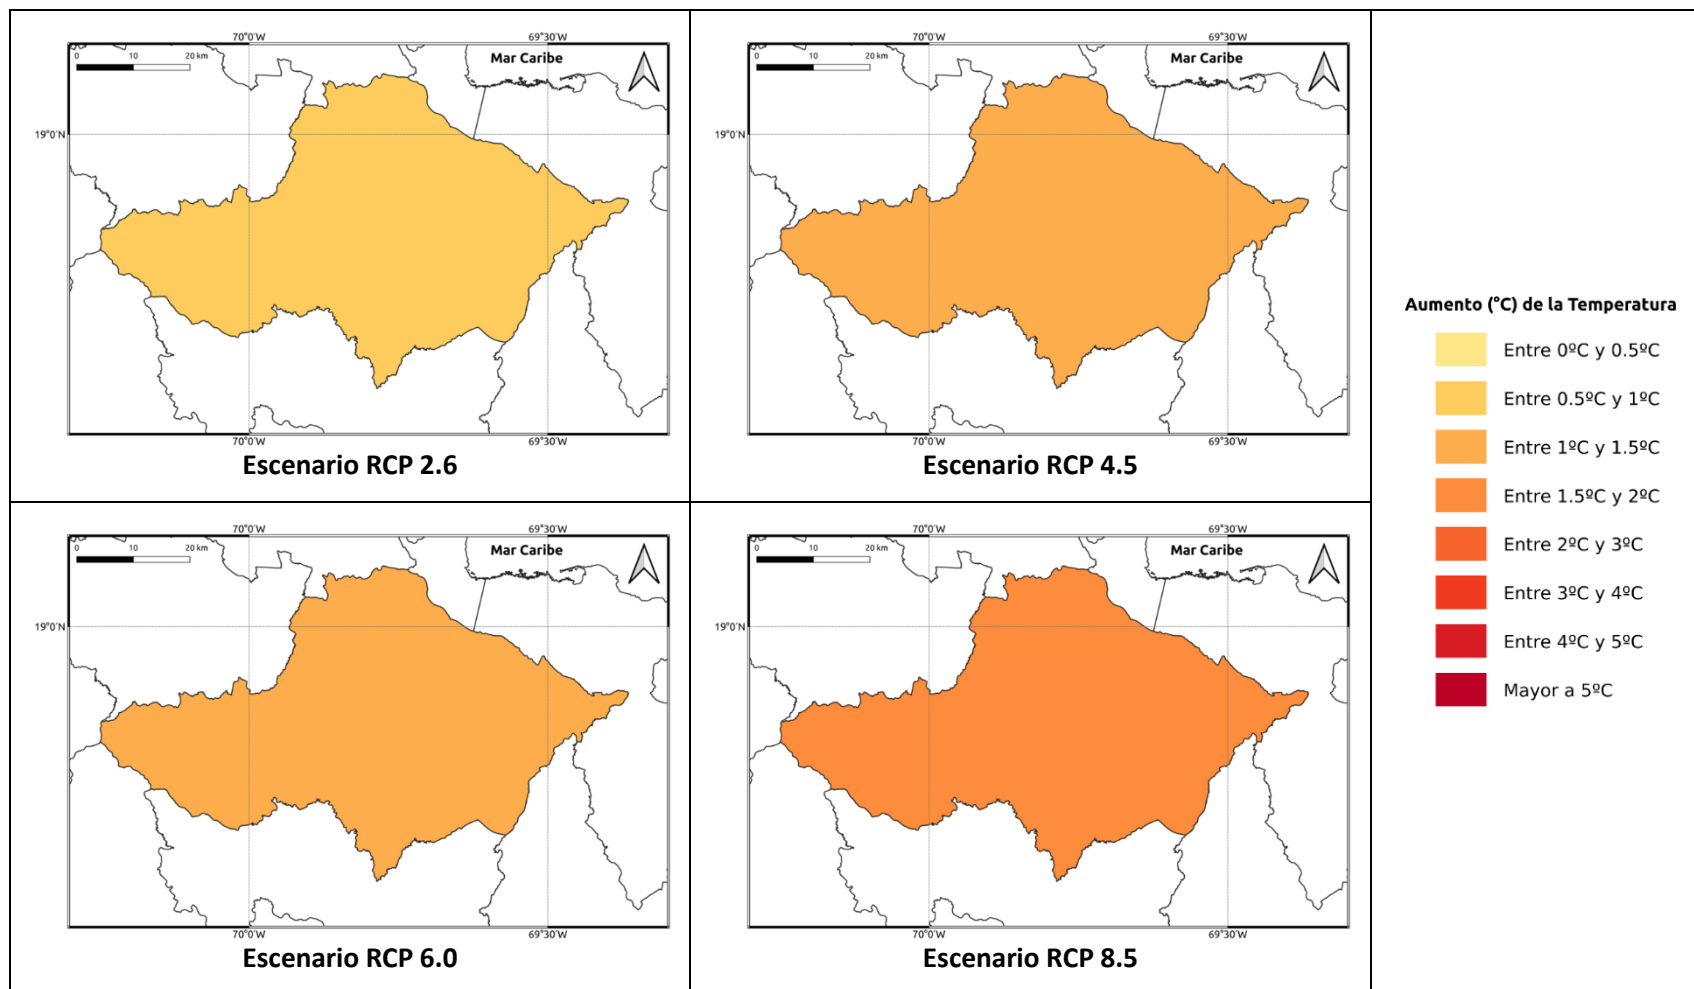 70°0'W 69°30'W
0 10 20 km
Mar Caribe
19°0'N
70°0'W 69°30'W
Escenario RCP 2.6
70°0'W 69°30'W
0 10 20 km
Mar Caribe
19°0'N
70°0'W 69°30'W
Escenario RCP 4.5
70°0'W 69°30'W
0 10 20 km
Mar Caribe
19°0'N
70°0'W 69°30'W
Escenario RCP 6.0
70°0'W 69°30'W
0 10 20 km
Mar Caribe
19°0'N
70°0'W 69°30'W
Escenario RCP 8.5
Aumento (°C) de la Temperatura
Entre 0ºC y 0.5ºC
Entre 0.5ºC y 1ºC
Entre 1ºC y 1.5ºC
Entre 1.5ºC y 2ºC
Entre 2ºC y 3ºC
Entre 3ºC y 4ºC
Entre 4ºC y 5ºC
Mayor a 5ºC